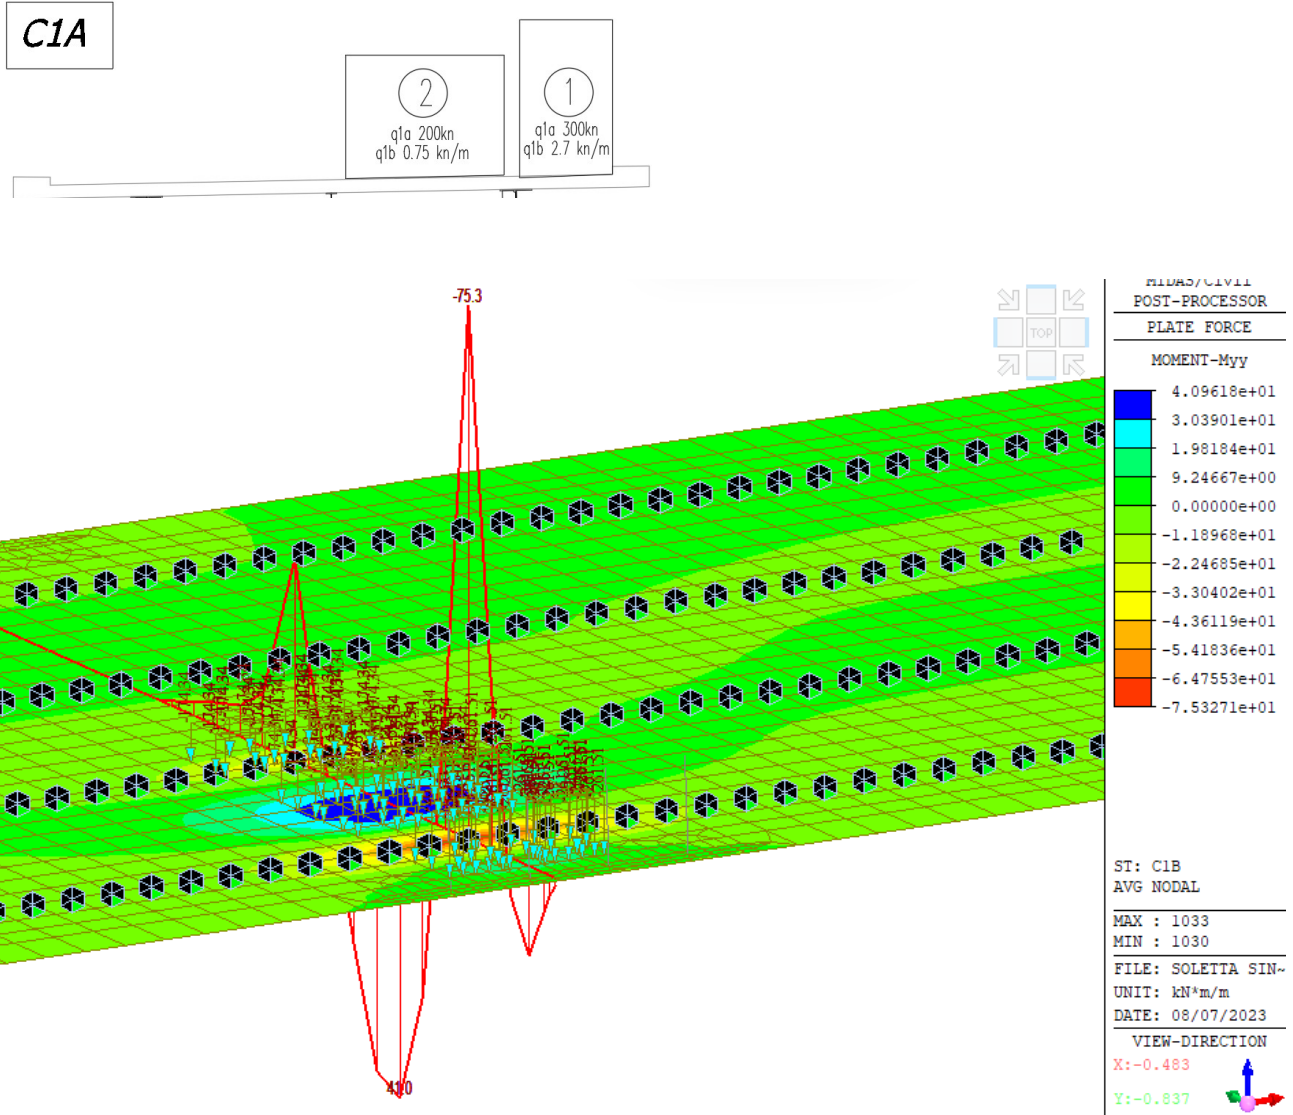 C1A
2
q1a 200kn
q1b 0.75 kn/m
1
q1a 300kn
q1b 2.7 kn/m
-75.3
41.0
TOP
MIDAS/Civil
POST-PROCESSOR
PLATE FORCE
MOMENT-Myy
4.09618e+01
3.03901e+01
1.98184e+01
9.24667e+00
0.00000e+00
-1.18968e+01
-2.24685e+01
-3.30402e+01
-4.36119e+01
-5.41836e+01
-6.47553e+01
-7.53271e+01
ST: C1B
AVG NODAL
MAX : 1033
MIN : 1030
FILE: SOLETTA SIN~
UNIT: kN*m/m
DATE: 08/07/2023
VIEW-DIRECTION
X:-0.483
Y:-0.837